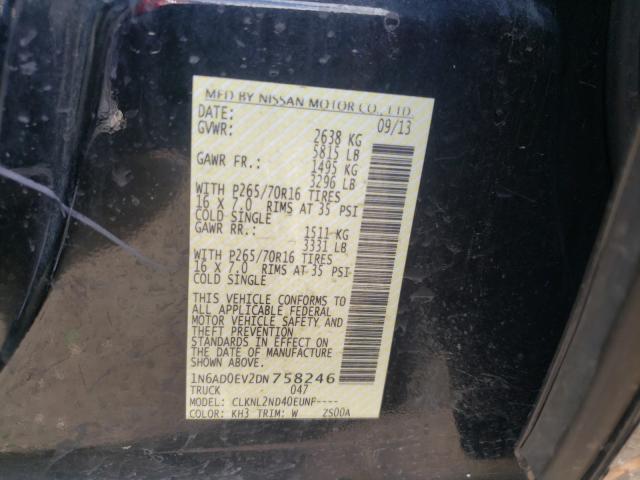 MFD BY NISSAN MOTOR CO., LTD.
DATE: 09/13
GVWR: 2638 KG
5815 LB
GAWR FR.: 1495 KG
3296 LB
WITH P265/70R16 TIRES
16 X 7.0 RIMS AT 35 PSI
COLD SINGLE
GAWR RR.: 1511 KG
3331 LB
WITH P265/70R16 TIRES
16 X 7.0 RIMS AT 35 PSI
COLD SINGLE
THIS VEHICLE CONFORMS TO
ALL APPLICABLE FEDERAL
MOTOR VEHICLE SAFETY AND
THEFT PREVENTION
STANDARDS IN EFFECT ON
THE DATE OF MANUFACTURE
SHOWN ABOVE.
1N6AD0EV2DN758246
TRUCK 047
MODEL: CLKNL2ND40EUNF----
COLOR: KH3 TRIM: W ZS00A